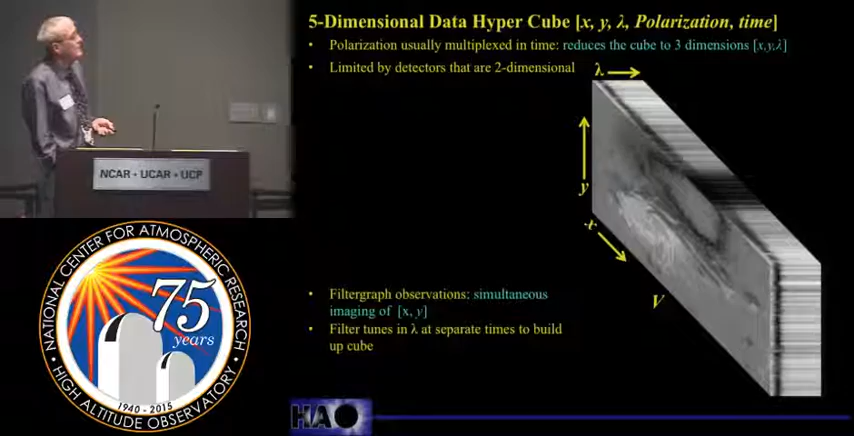 5-Dimensional Data Hyper Cube [x, y, λ, Polarization, time]
• Polarization usually multiplexed in time: reduces the cube to 3 dimensions [x,y,λ]
• Limited by detectors that are 2-dimensional
λ
y
x
V
NCAR • UCAR • UCP
NATIONAL CENTER FOR ATMOSPHERIC RESEARCH
75
years
1940 - 2015
• HIGH ALTITUDE OBSERVATORY •
• Filtergraph observations: simultaneous
imaging of [x, y]
• Filter tunes in λ at separate times to build
up cube
HAO